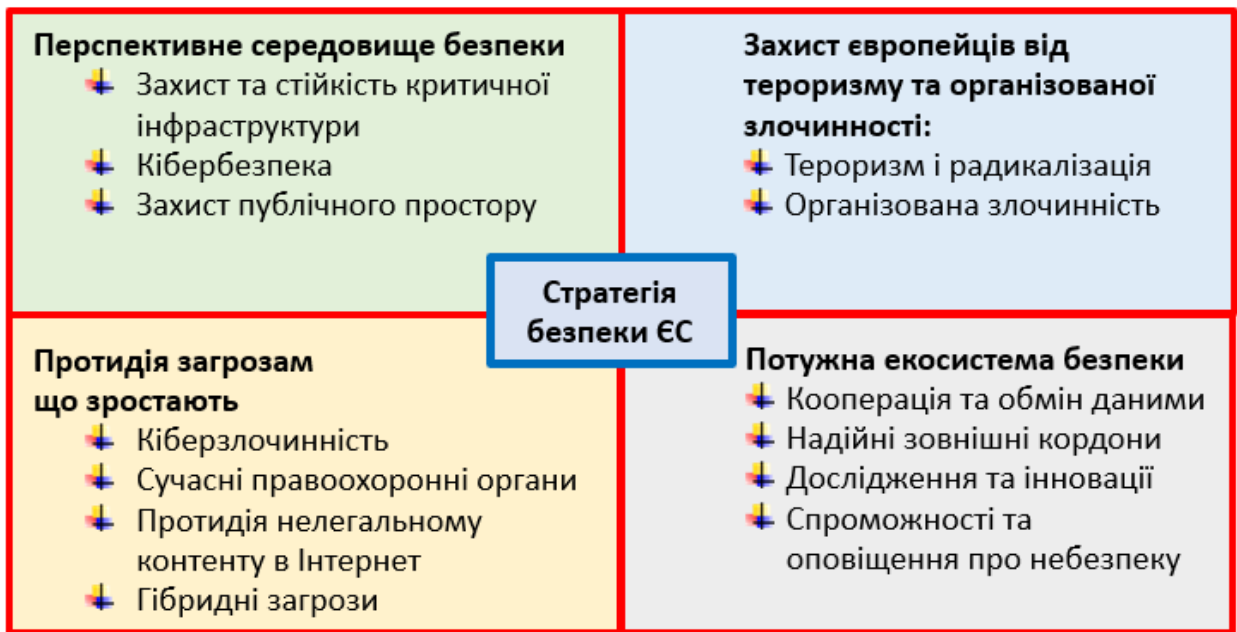 Перспективне середовище безпеки
Захист та стійкість критичної
інфраструктури
Кібербезпека
Захист публічного простору
Захист європейців від
тероризму та організованої
злочинності:
Тероризм і радикалізація
Організована злочинність
Стратегія
безпеки ЄС
Протидія загрозам
що зростають
Кіберзлочинність
Сучасні правоохоронні органи
Протидія нелегальному
контенту в Інтернет
Гібридні загрози
Потужна екосистема безпеки
Кооперація та обмін даними
Надійні зовнішні кордони
Дослідження та інновації
Спроможності та
оповіщення про небезпеку